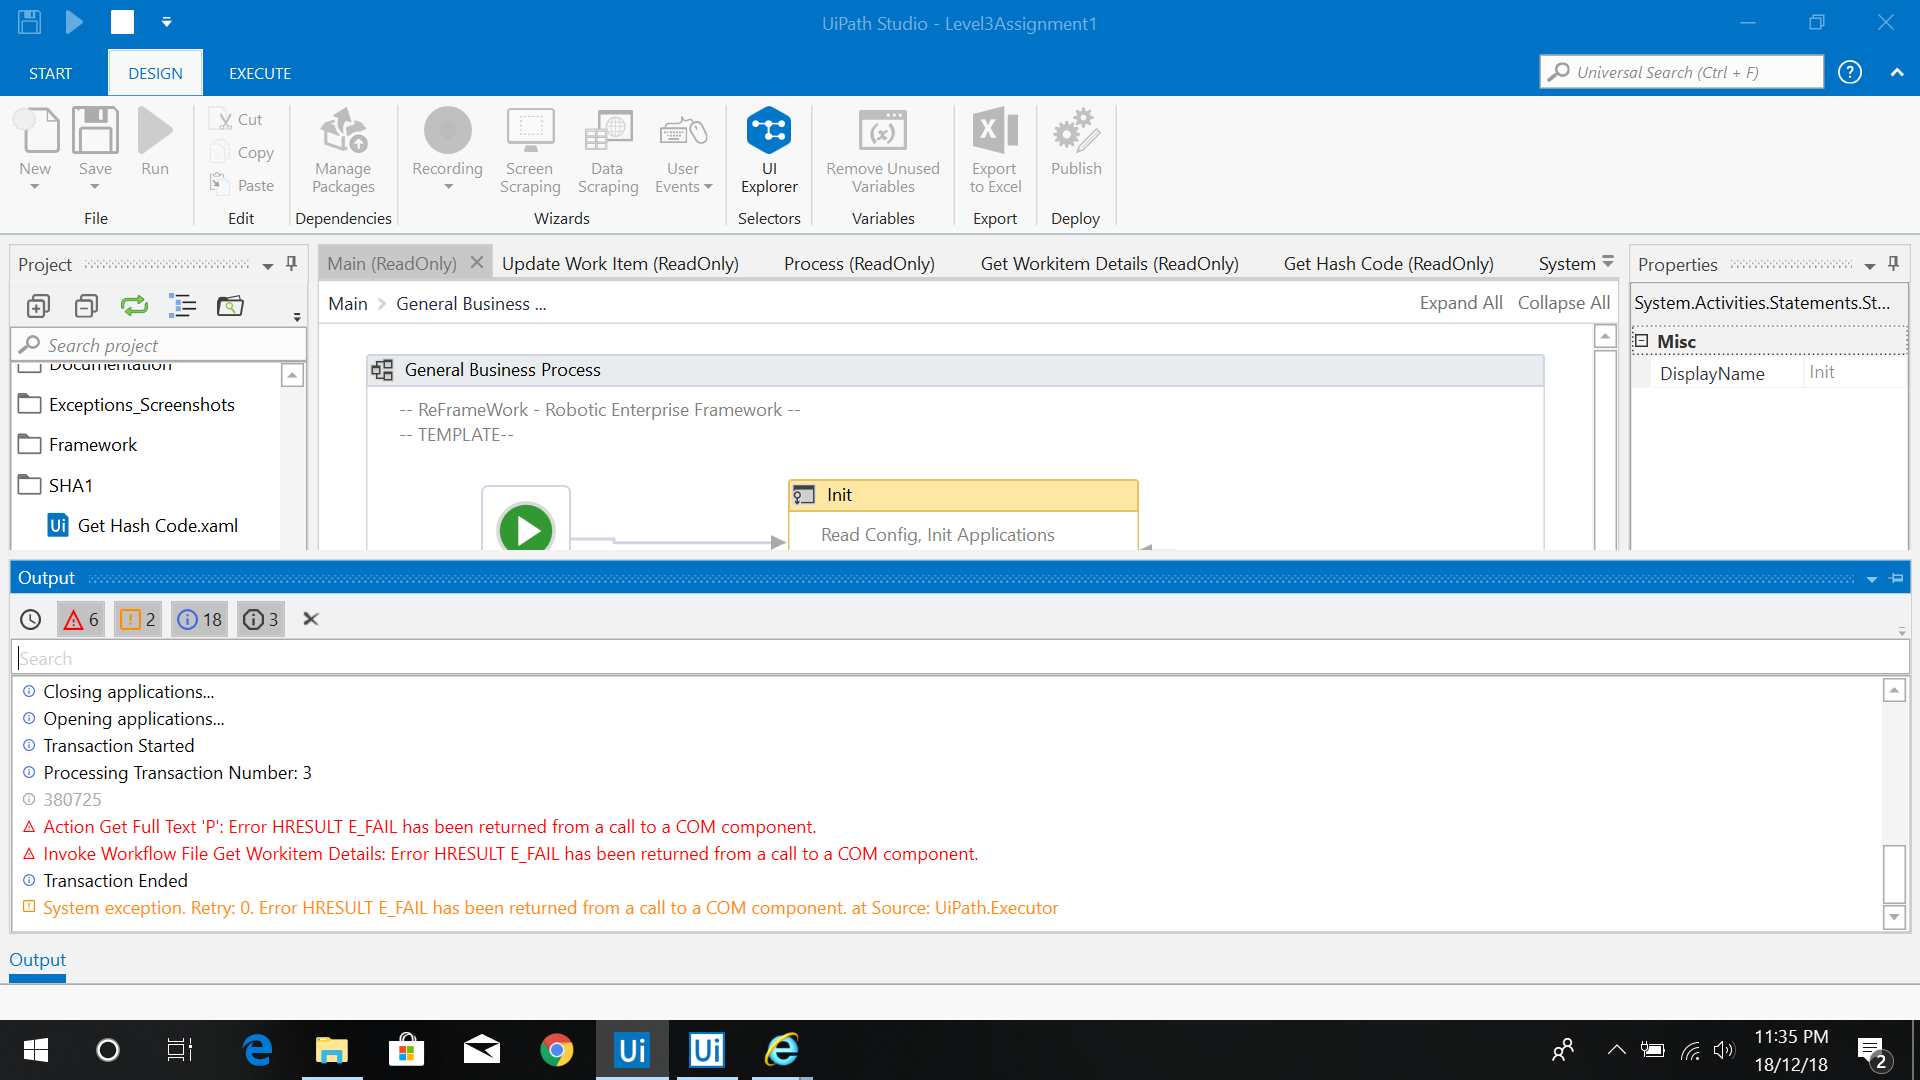 UiPath Studio - Level3Assignment1
START
DESIGN
EXECUTE
Universal Search (Ctrl + F)
?
New
Save
Run
File
Cut
Copy
Paste
Edit
Manage
Packages
Dependencies
Recording
Screen
Scraping
Data
Scraping
User
Events
Wizards
UI
Explorer
Selectors
Remove Unused
Variables
Variables
Export
to Excel
Export
Publish
Deploy
Project
Main (ReadOnly)
Update Work Item (ReadOnly)
Process (ReadOnly)
Get Workitem Details (ReadOnly)
Get Hash Code (ReadOnly)
System
Properties
Main > General Business ...
Expand All
Collapse All
System.Activities.Statements.St...
Misc
DisplayName
Init
Search project
Documentation
Exceptions_Screenshots
Framework
SHA1
Ui Get Hash Code.xaml
General Business Process
-- ReFrameWork - Robotic Enterprise Framework --
-- TEMPLATE--
Init
Read Config, Init Applications
Output
6
2
18
3
Search
Closing applications...
Opening applications...
Transaction Started
Processing Transaction Number: 3
380725
Action Get Full Text 'P': Error HRESULT E_FAIL has been returned from a call to a COM component.
Invoke Workflow File Get Workitem Details: Error HRESULT E_FAIL has been returned from a call to a COM component.
Transaction Ended
System exception. Retry: 0. Error HRESULT E_FAIL has been returned from a call to a COM component. at Source: UiPath.Executor
Output
Ui
Ui
11:35 PM
18/12/18
2